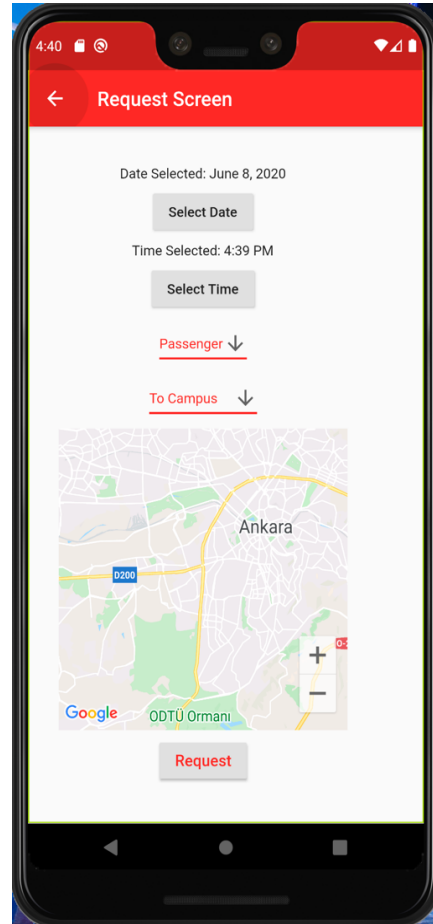 4:40
Request Screen
Date Selected: June 8, 2020
Select Date
Time Selected: 4:39 PM
Select Time
Passenger
To Campus
Ankara
D200
+
−
Google
ODTÜ Ormanı
Request